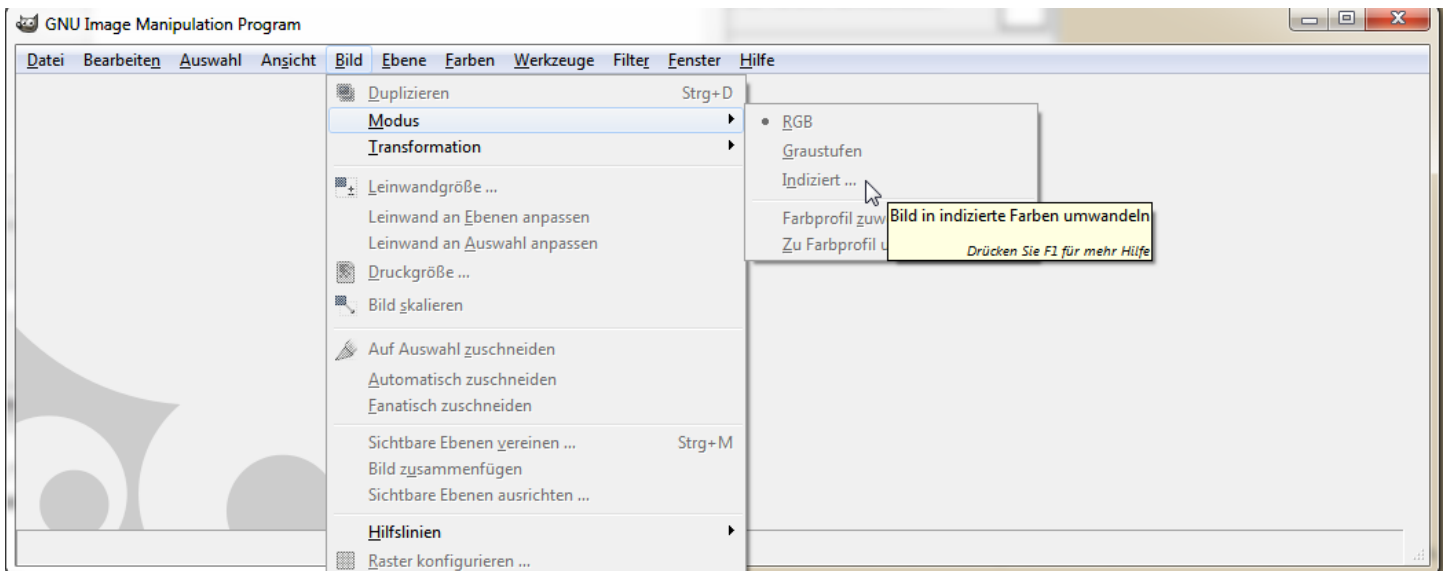 GNU Image Manipulation Program
Datei Bearbeiten Auswahl Ansicht Bild Ebene Farben Werkzeuge Filter Fenster Hilfe
Duplizieren Strg+D
Modus
Transformation
Leinwandgröße ...
Leinwand an Ebenen anpassen
Leinwand an Auswahl anpassen
Druckgröße ...
Bild skalieren
Auf Auswahl zuschneiden
Automatisch zuschneiden
Fanatisch zuschneiden
Sichtbare Ebenen vereinen ... Strg+M
Bild zusammenfügen
Sichtbare Ebenen ausrichten ...
Hilfslinien
Raster konfigurieren ...
RGB
Graustufen
Indiziert ...
Farbprofil zuw
Zu Farbprofil
Bild in indizierte Farben umwandeln
Drücken Sie F1 für mehr Hilfe